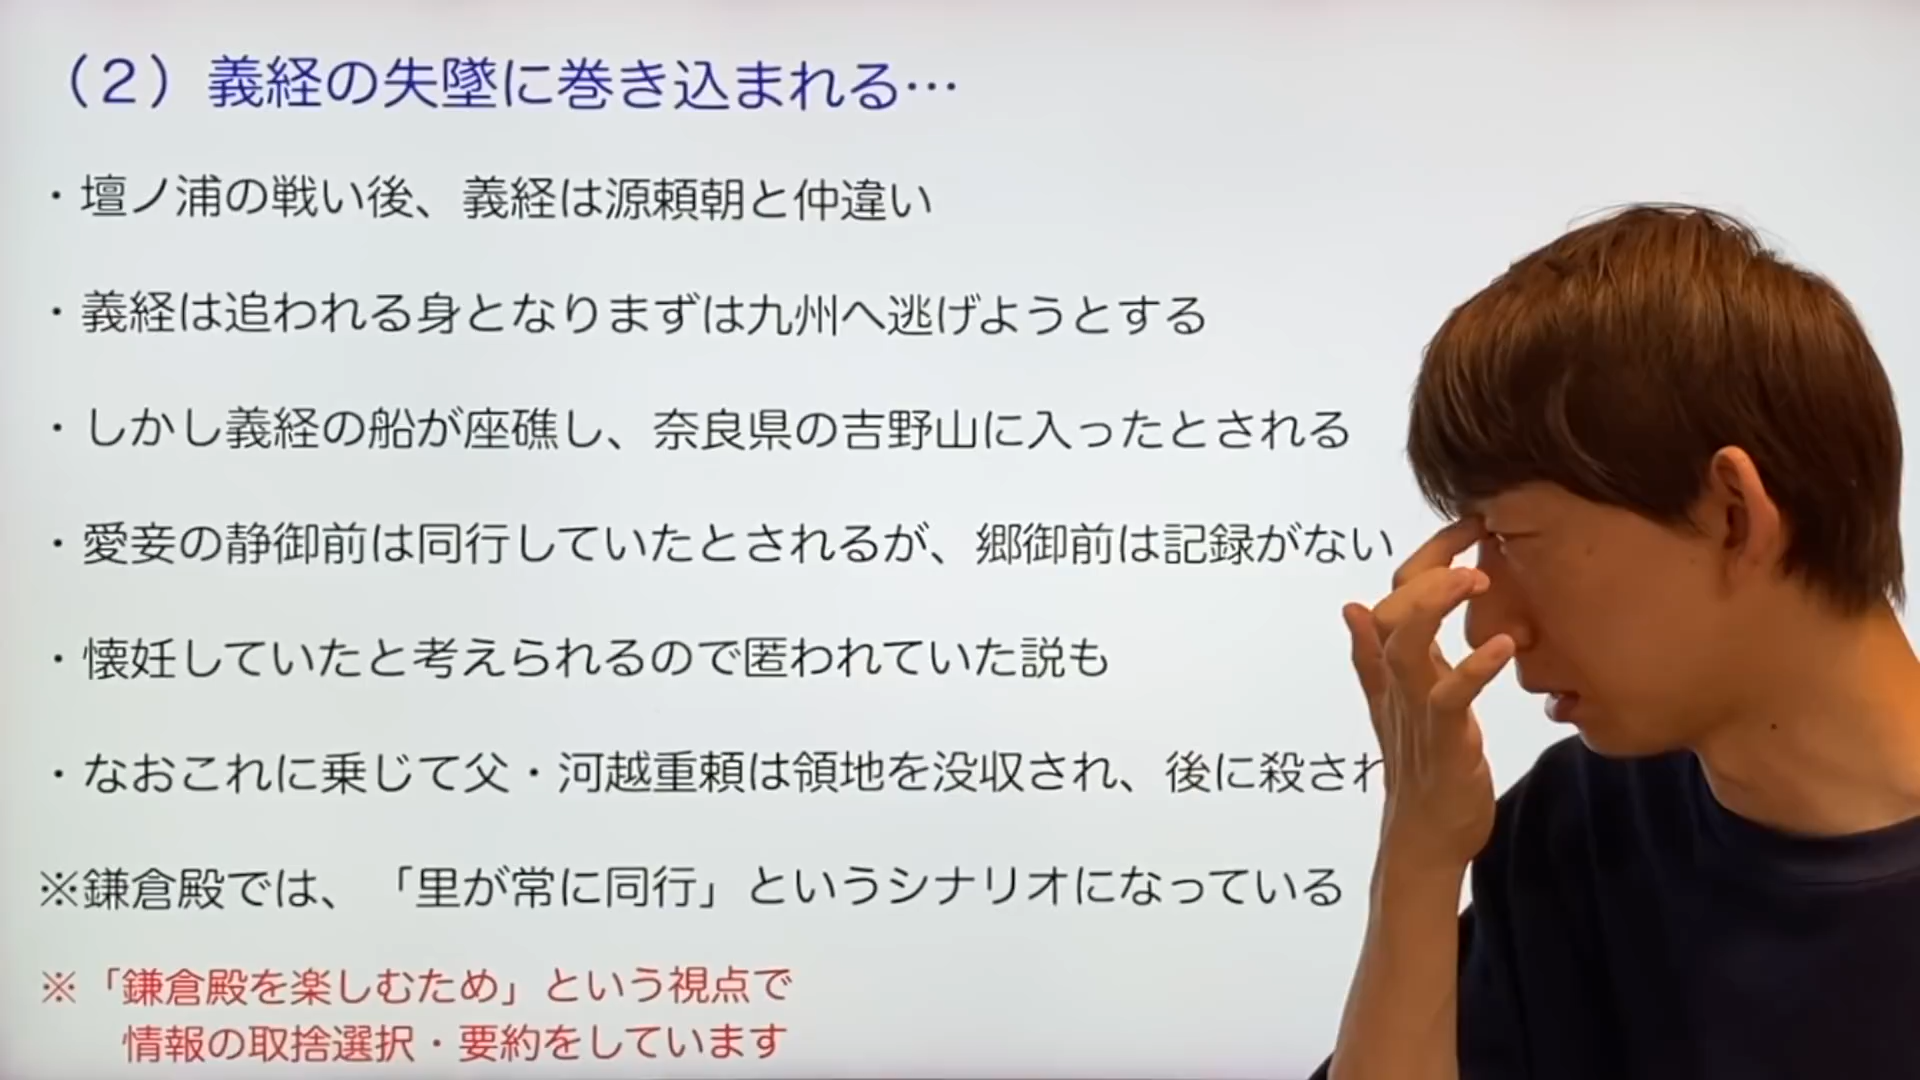 （２）義経の失墜に巻き込まれる…
・壇ノ浦の戦い後、義経は源頼朝と仲違い
・義経は追われる身となりまずは九州へ逃げようとする
・しかし義経の船が座礁し、奈良県の吉野山に入ったとされる
・愛妾の静御前は同行していたとされるが、郷御前は記録がない
・懐妊していたと考えられるので匿われていた説も
・なおこれに乗じて父・河越重頼は領地を没収され、後に殺され
※鎌倉殿では、「里が常に同行」というシナリオになっている
※「鎌倉殿を楽しむため」という視点で
情報の取捨選択・要約をしています